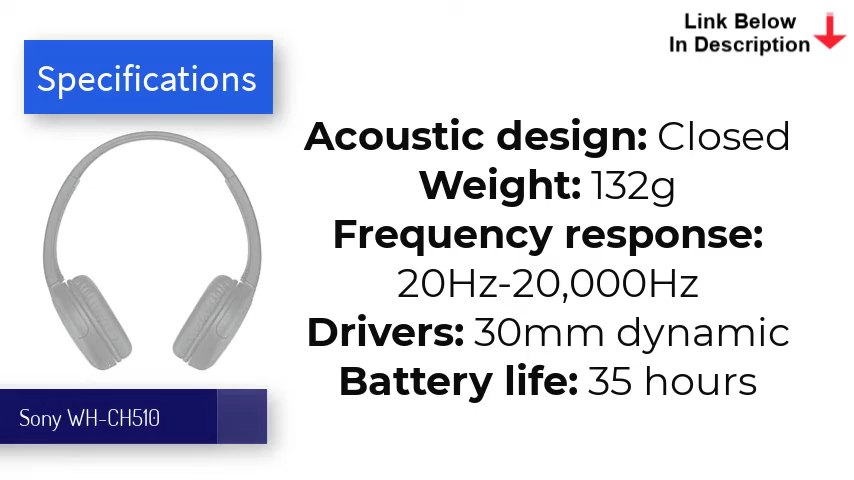 Link Below
In Description
Specifications
Acoustic design: Closed
Weight: 132g
Frequency response:
20Hz-20,000Hz
Drivers: 30mm dynamic
Battery life: 35 hours
Sony WH-CH510